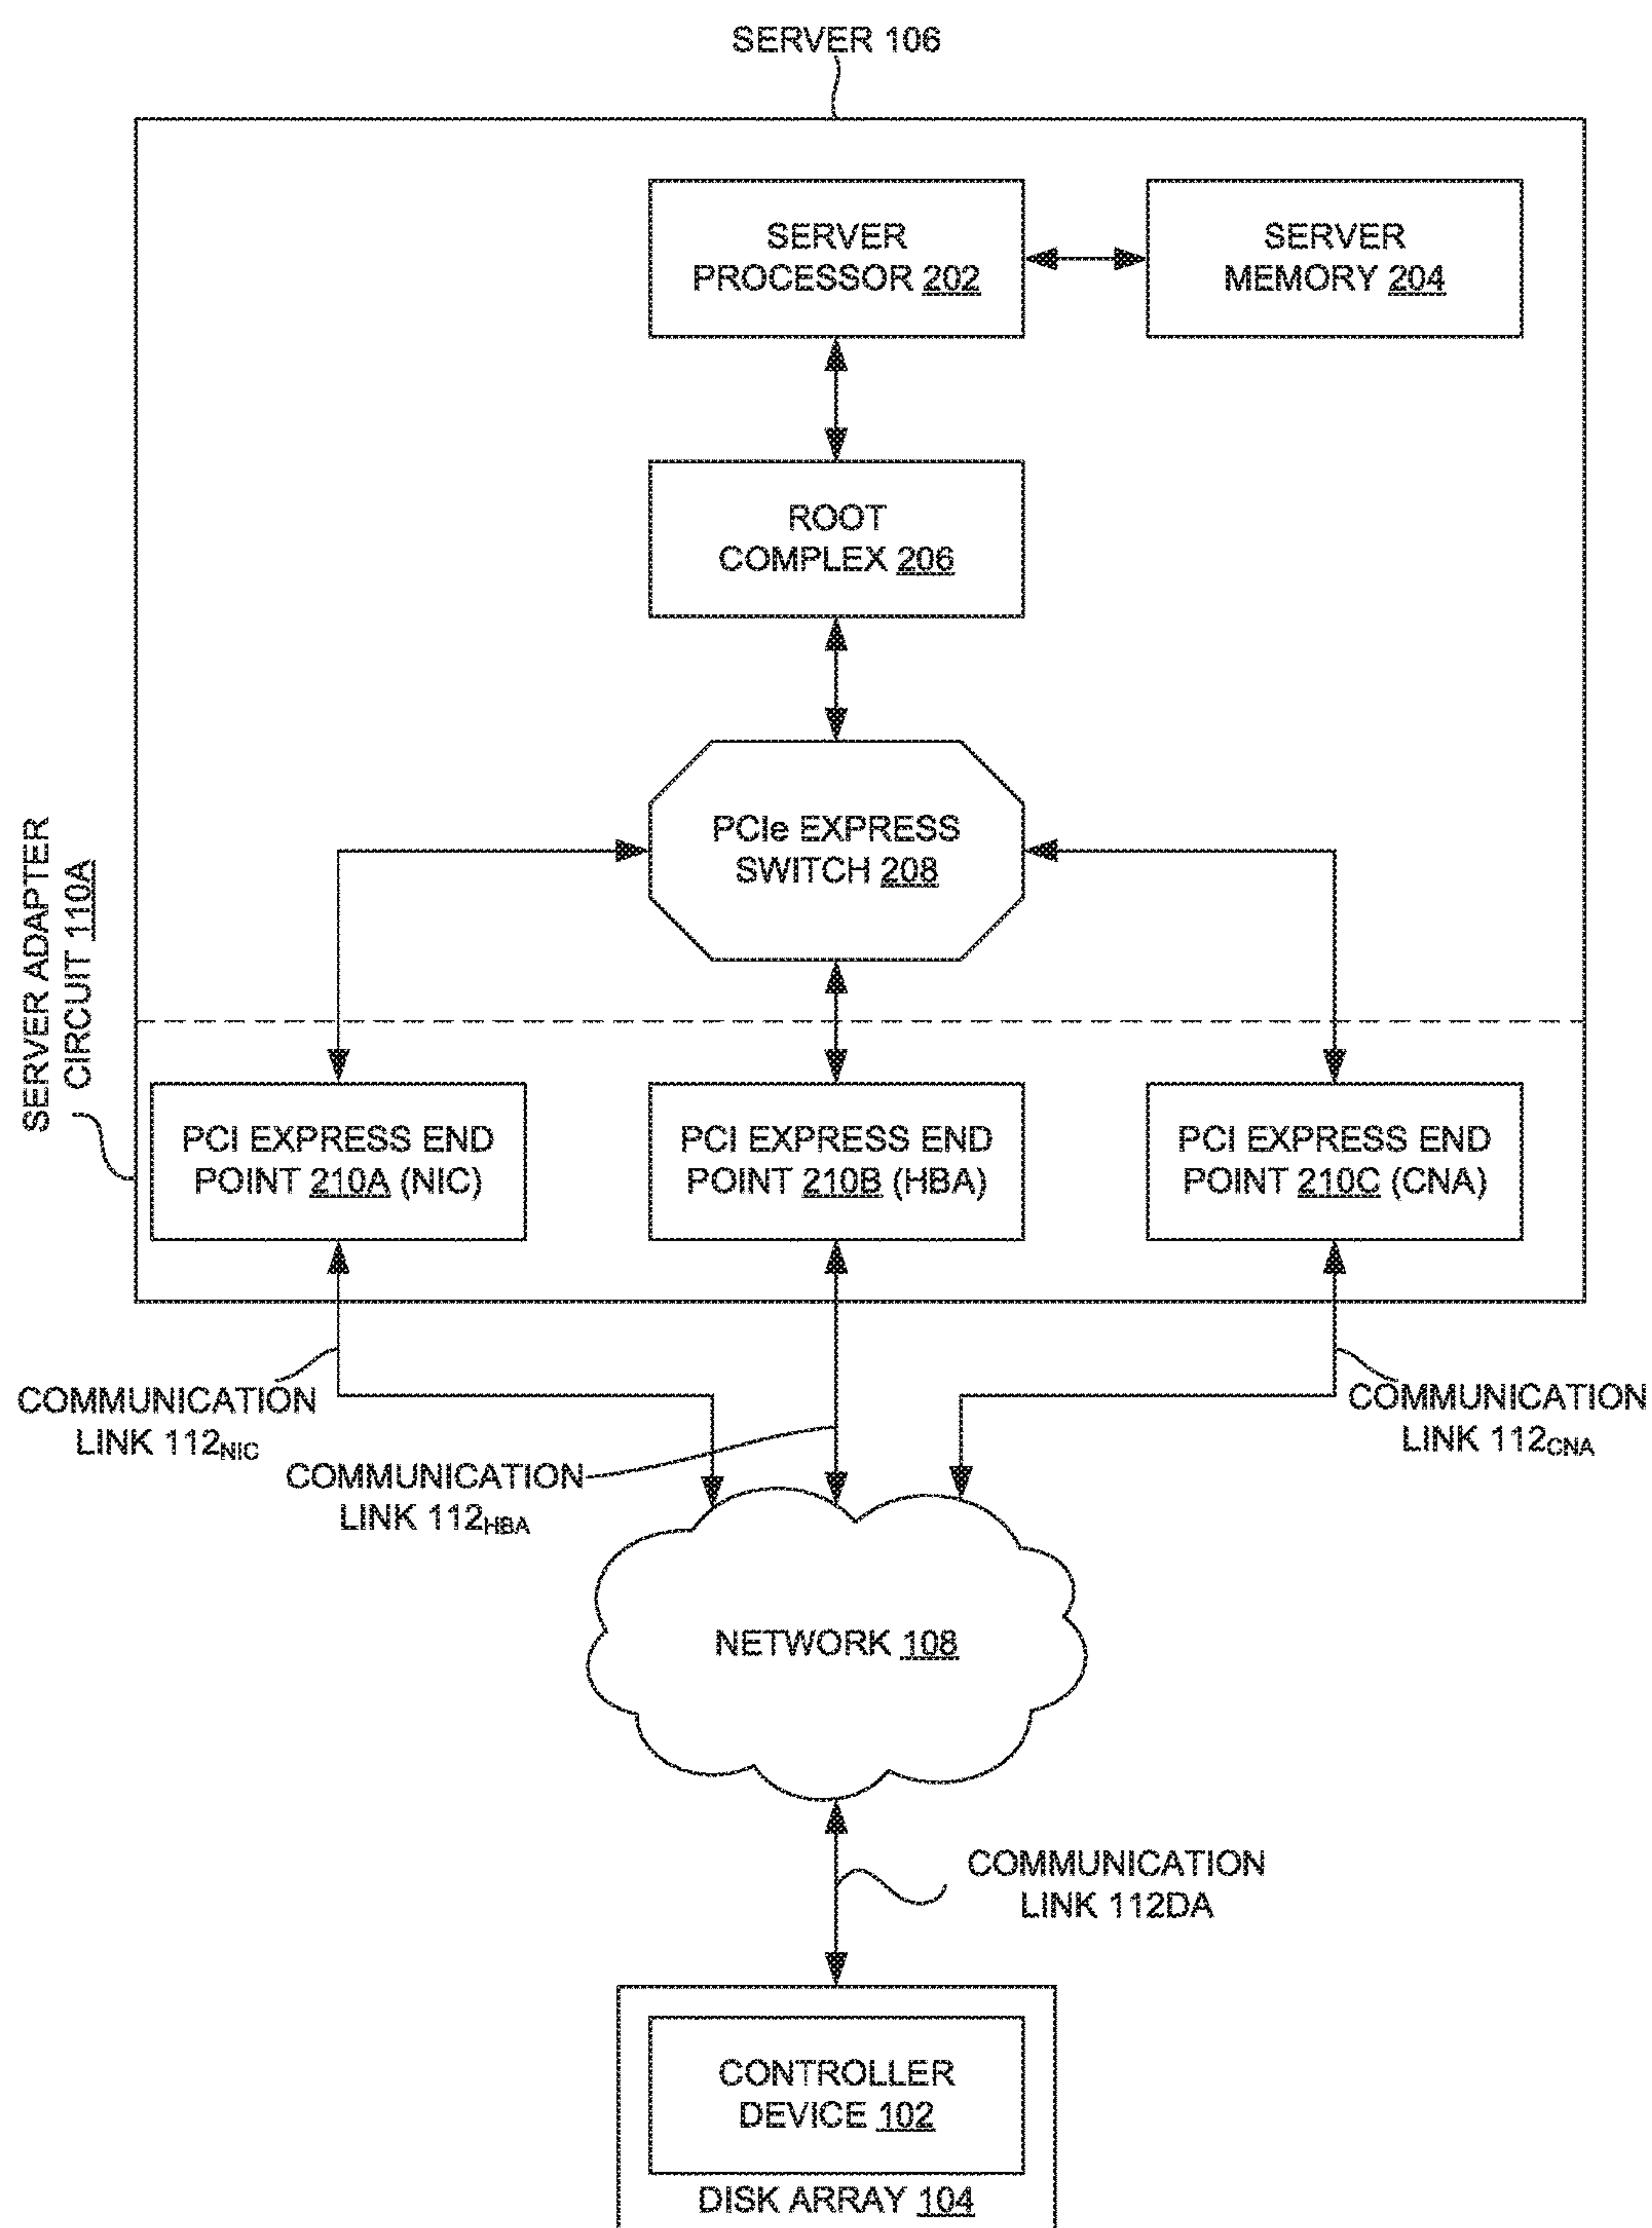 SERVER 106
SERVER
PROCESSOR 202
SERVER
MEMORY 204
ROOT
COMPLEX 206
PCIe EXPRESS
SWITCH 208
SERVER ADAPTER
CIRCUIT 110A
PCI EXPRESS END
POINT 210A (NIC)
PCI EXPRESS END
POINT 210B (HBA)
PCI EXPRESS END
POINT 210C (CNA)
COMMUNICATION
LINK 112NIC
COMMUNICATION
LINK 112HBA
COMMUNICATION
LINK 112CNA
NETWORK 108
COMMUNICATION
LINK 112DA
CONTROLLER
DEVICE 102
DISK ARRAY 104